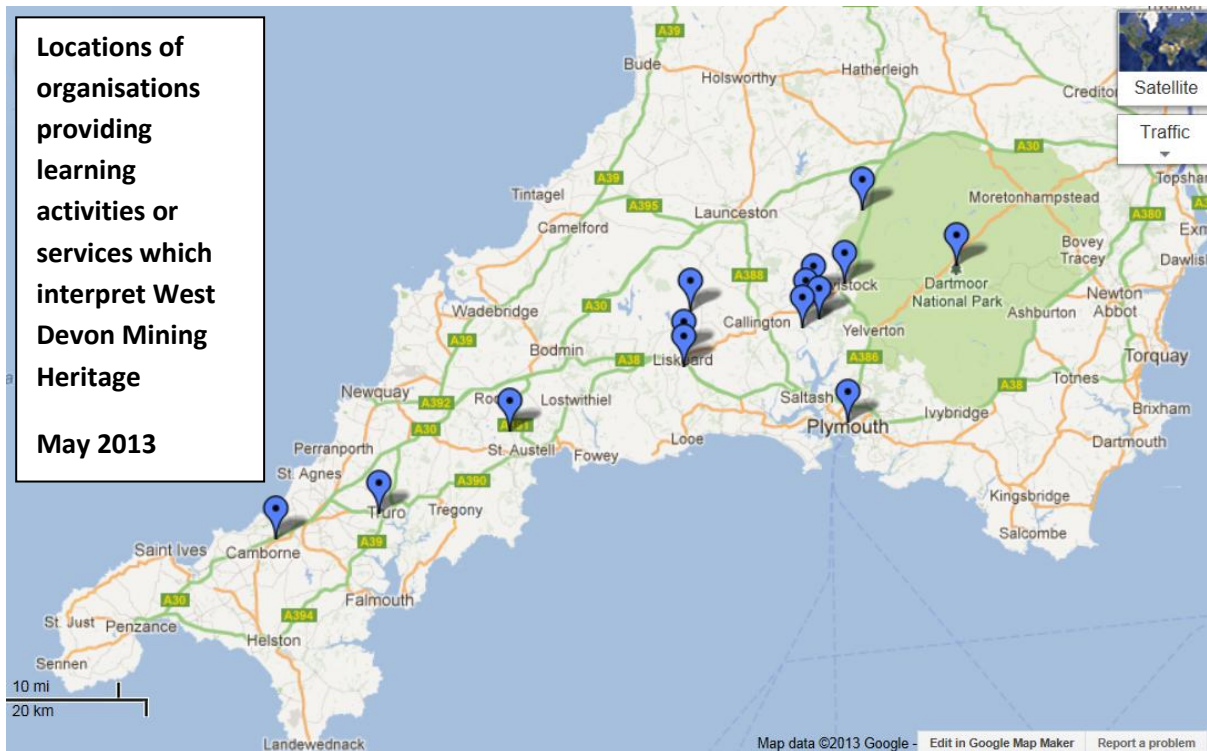 Locations of
organisations
providing
learning
activities or
services which
interpret West
Devon Mining
Heritage
May 2013
A39
Bude
Holsworthy
Hatherleigh
Crediton
Satellite
Traffic
A30
A39
Tintagel
Camelford
A395
Launceston
Moretonhampstead
Topsha
A380
Exm
Bovey
Tracey
Dawlish
A388
Dartmoor
National Park
Newton
Abbot
Wadebridge
A30
Callington
Yelverton
Ashburton
A39
Bodmin
A38
Liskeard
A386
Torquay
Newquay
A392
Lostwithiel
Saltash
A38
Totnes
Ivybridge
Brixham
A30
Plymouth
Looe
Dartmouth
Perranporth
St. Austell
Fowey
St. Agnes
A390
Kingsbridge
Truro
Tregony
Salcombe
Saint Ives
Camborne
A39
A30
Falmouth
A394
St. Just
Penzance
Helston
Sennen
10 mi
20 km
Landewednack
Map data ©2013 Google -
Edit in Google Map Maker
Report a problem